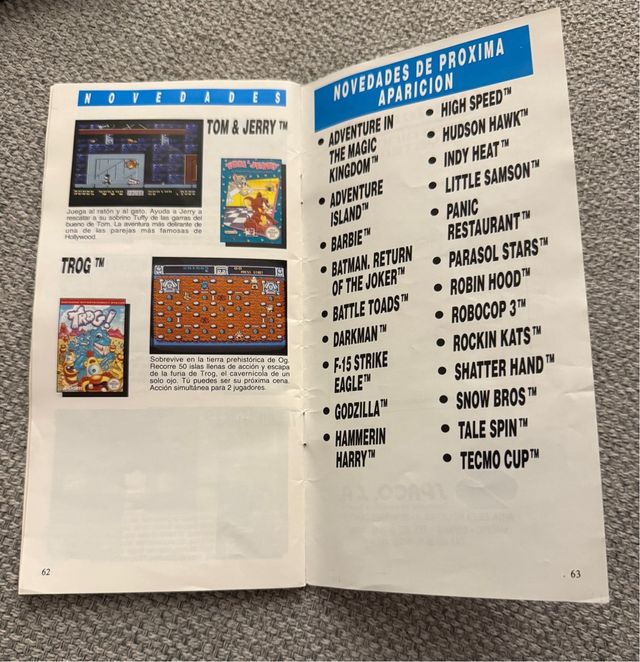 NOVEDADES
TOM & JERRY™
TOM & JERRY
Juega al ratón y al gato. Ayuda a Jerry a
rescatar a su sobrino Tuffy de las garras del
bueno de Tom. La aventura más delirante de
una de las parejas más famosas de
Hollywood.
TROG™
TROG!
Sobrevive en la tierra prehistórica de Og.
Recorre 50 islas llenas de acción y escapa
de la furia de Trog, el cavernícola de un
solo ojo. Tú puedes ser su próxima cena.
Acción simultánea para 2 jugadores.
62
NOVEDADES DE PROXIMA
APARICION
• ADVENTURE IN
THE MAGIC
KINGDOM™
• ADVENTURE
ISLAND™
• BARBIE™
• BATMAN, RETURN
OF THE JOKER™
• BATTLE TOADS™
• DARKMAN™
• F-15 STRIKE
EAGLE™
• GODZILLA™
• HAMMERIN
HARRY™
• HIGH SPEED™
• HUDSON HAWK™
• INDY HEAT™
• LITTLE SAMSON™
• PANIC
RESTAURANT™
• PARASOL STARS™
• ROBIN HOOD™
• ROBOCOP 3™
• ROCKIN KATS™
• SHATTER HAND™
• SNOW BROS™
• TALE SPIN™
• TECMO CUP™
63